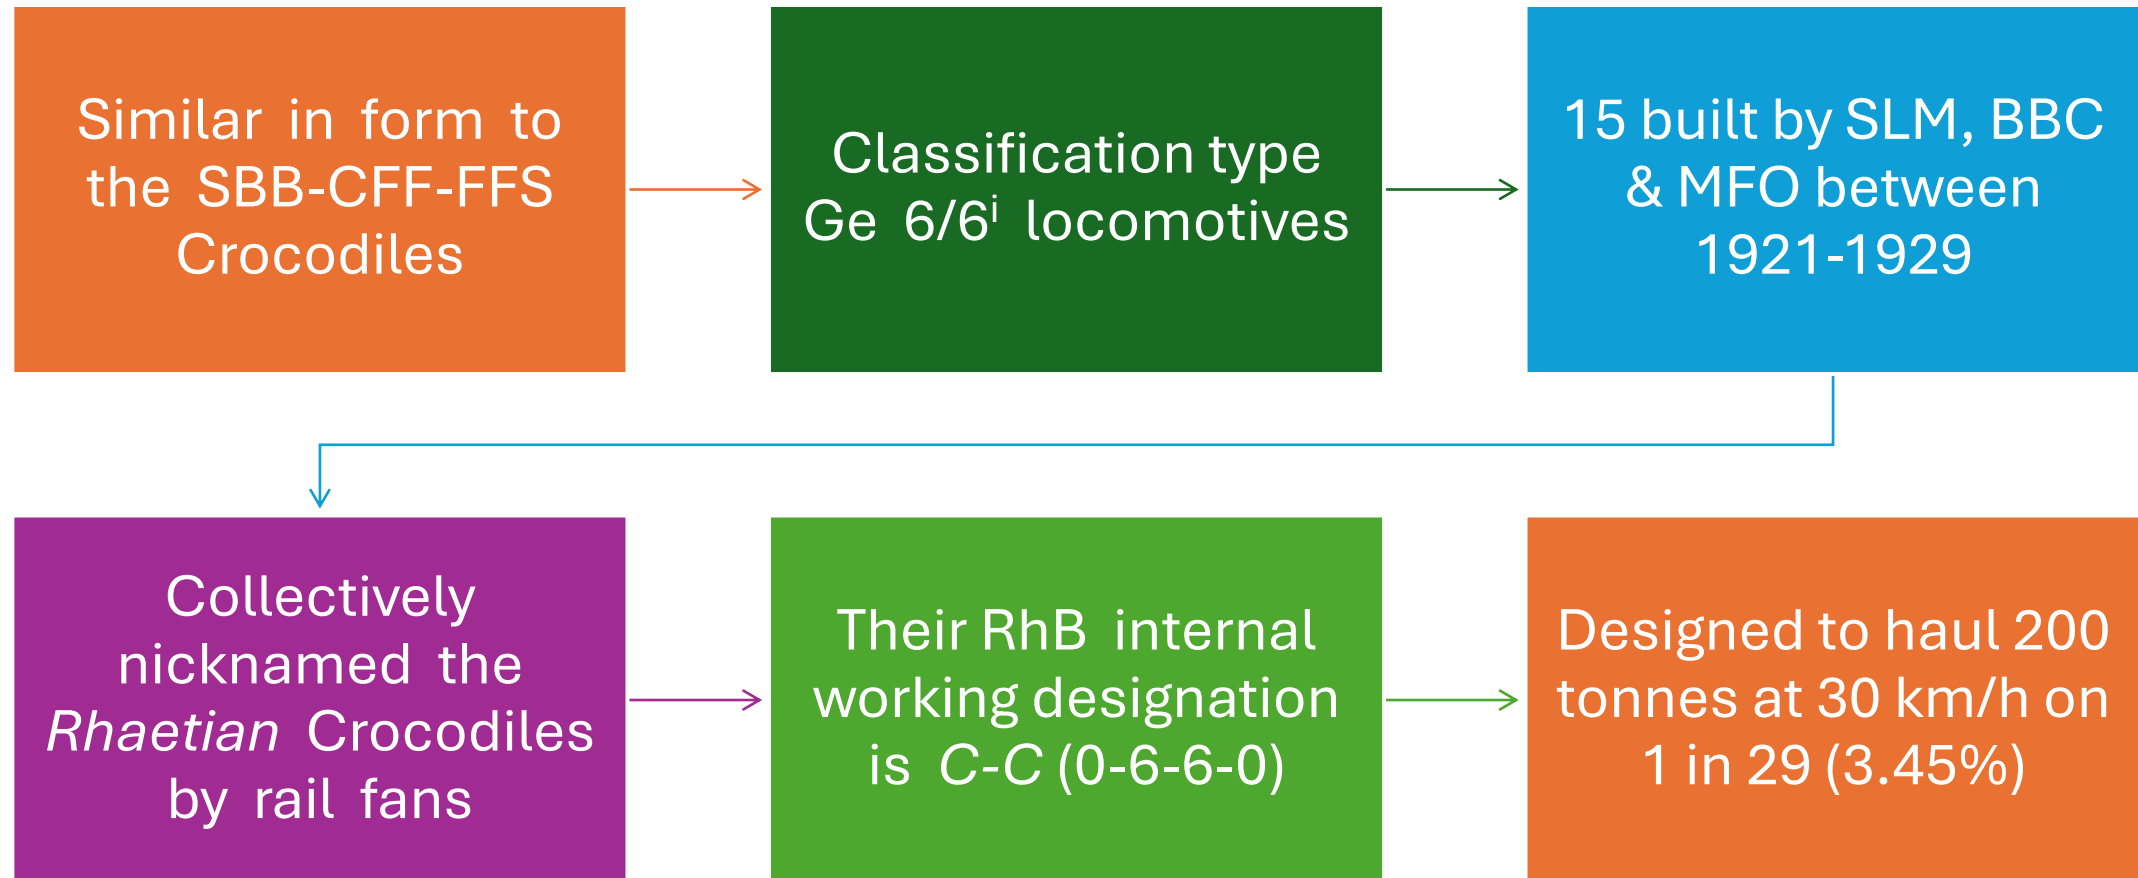 Similar in form to
the SBB-CFF-FFS
Crocodiles
Classification type
Ge 6/6ⁱ locomotives
15 built by SLM, BBC
& MFO between
1921-1929
Collectively
nicknamed the
Rhaetian Crocodiles
by rail fans
Their RhB internal
working designation
is C-C (0-6-6-0)
Designed to haul 200
tonnes at 30 km/h on
1 in 29 (3.45%)